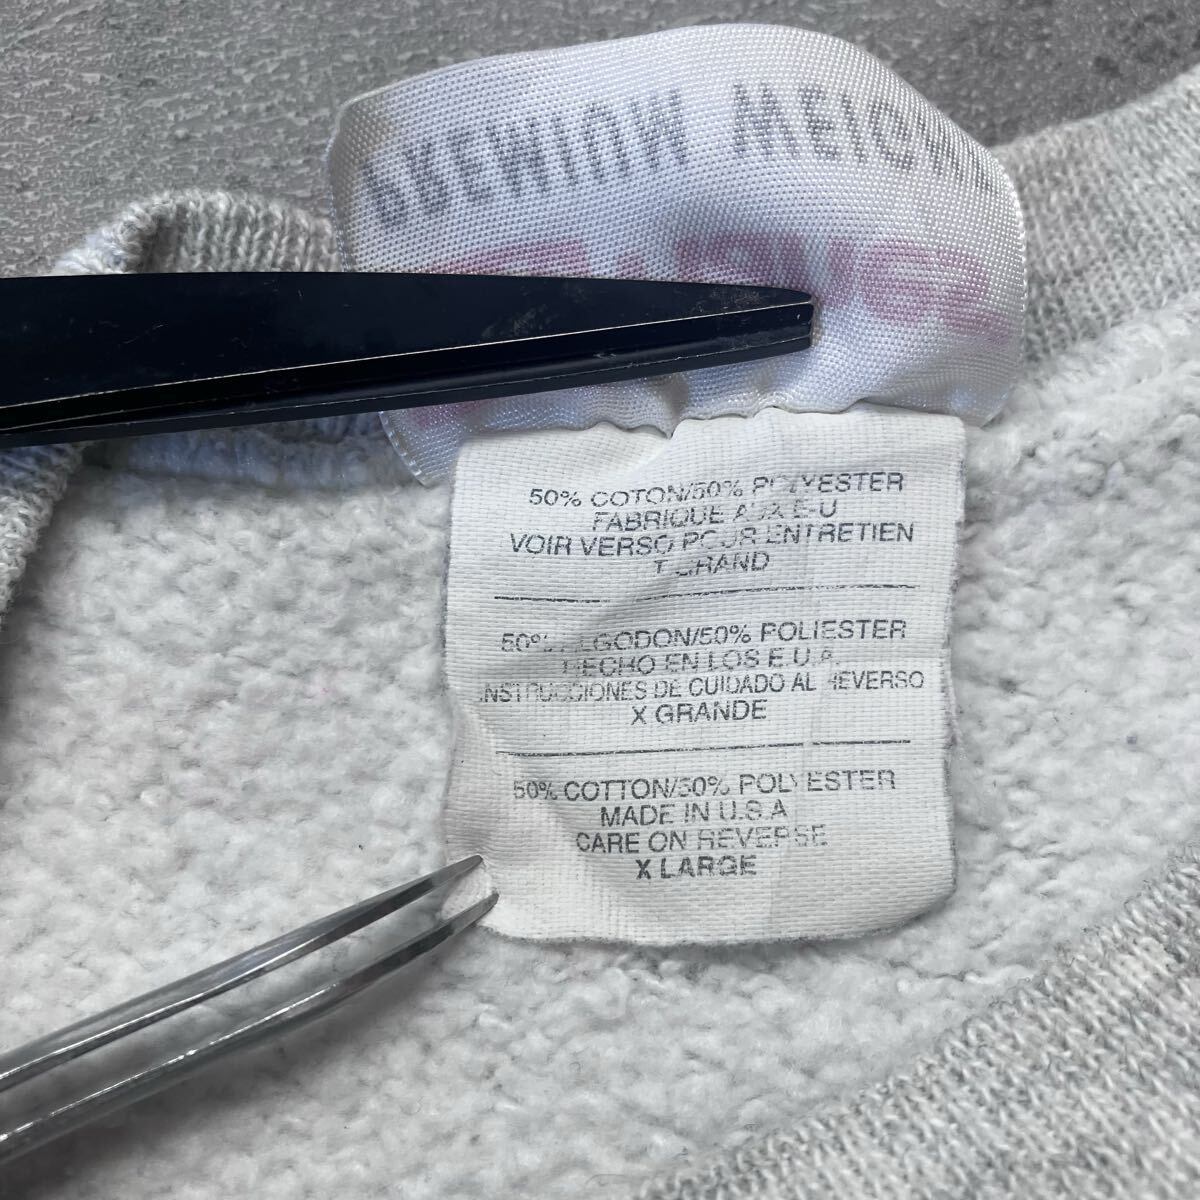 50% COTON/50% POLYESTER
FABRIQUE AUX E-U
VOIR VERSO POUR ENTRETIEN
T GRAND
50% ALGODON/50% POLIESTER
HECHO EN LOS E.U.A.
INSTRUCCIONES DE CUIDADO AL REVERSO
X GRANDE
50% COTTON/50% POLYESTER
MADE IN U.S.A
CARE ON REVERSE
X LARGE